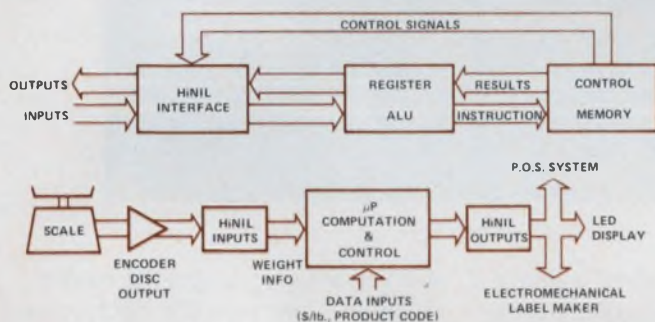 CONTROL SIGNALS
OUTPUTS
INPUTS
HiNIL
INTERFACE
REGISTER
ALU
RESULTS
INSTRUCTION
CONTROL
MEMORY
P.O.S. SYSTEM
SCALE
ENCODER
DISC
OUTPUT
HiNIL
INPUTS
WEIGHT
INFO
μP
COMPUTATION
&
CONTROL
DATA INPUTS
($/lb., PRODUCT CODE)
HiNIL
OUTPUTS
LED
DISPLAY
ELECTROMECHANICAL
LABEL MAKER